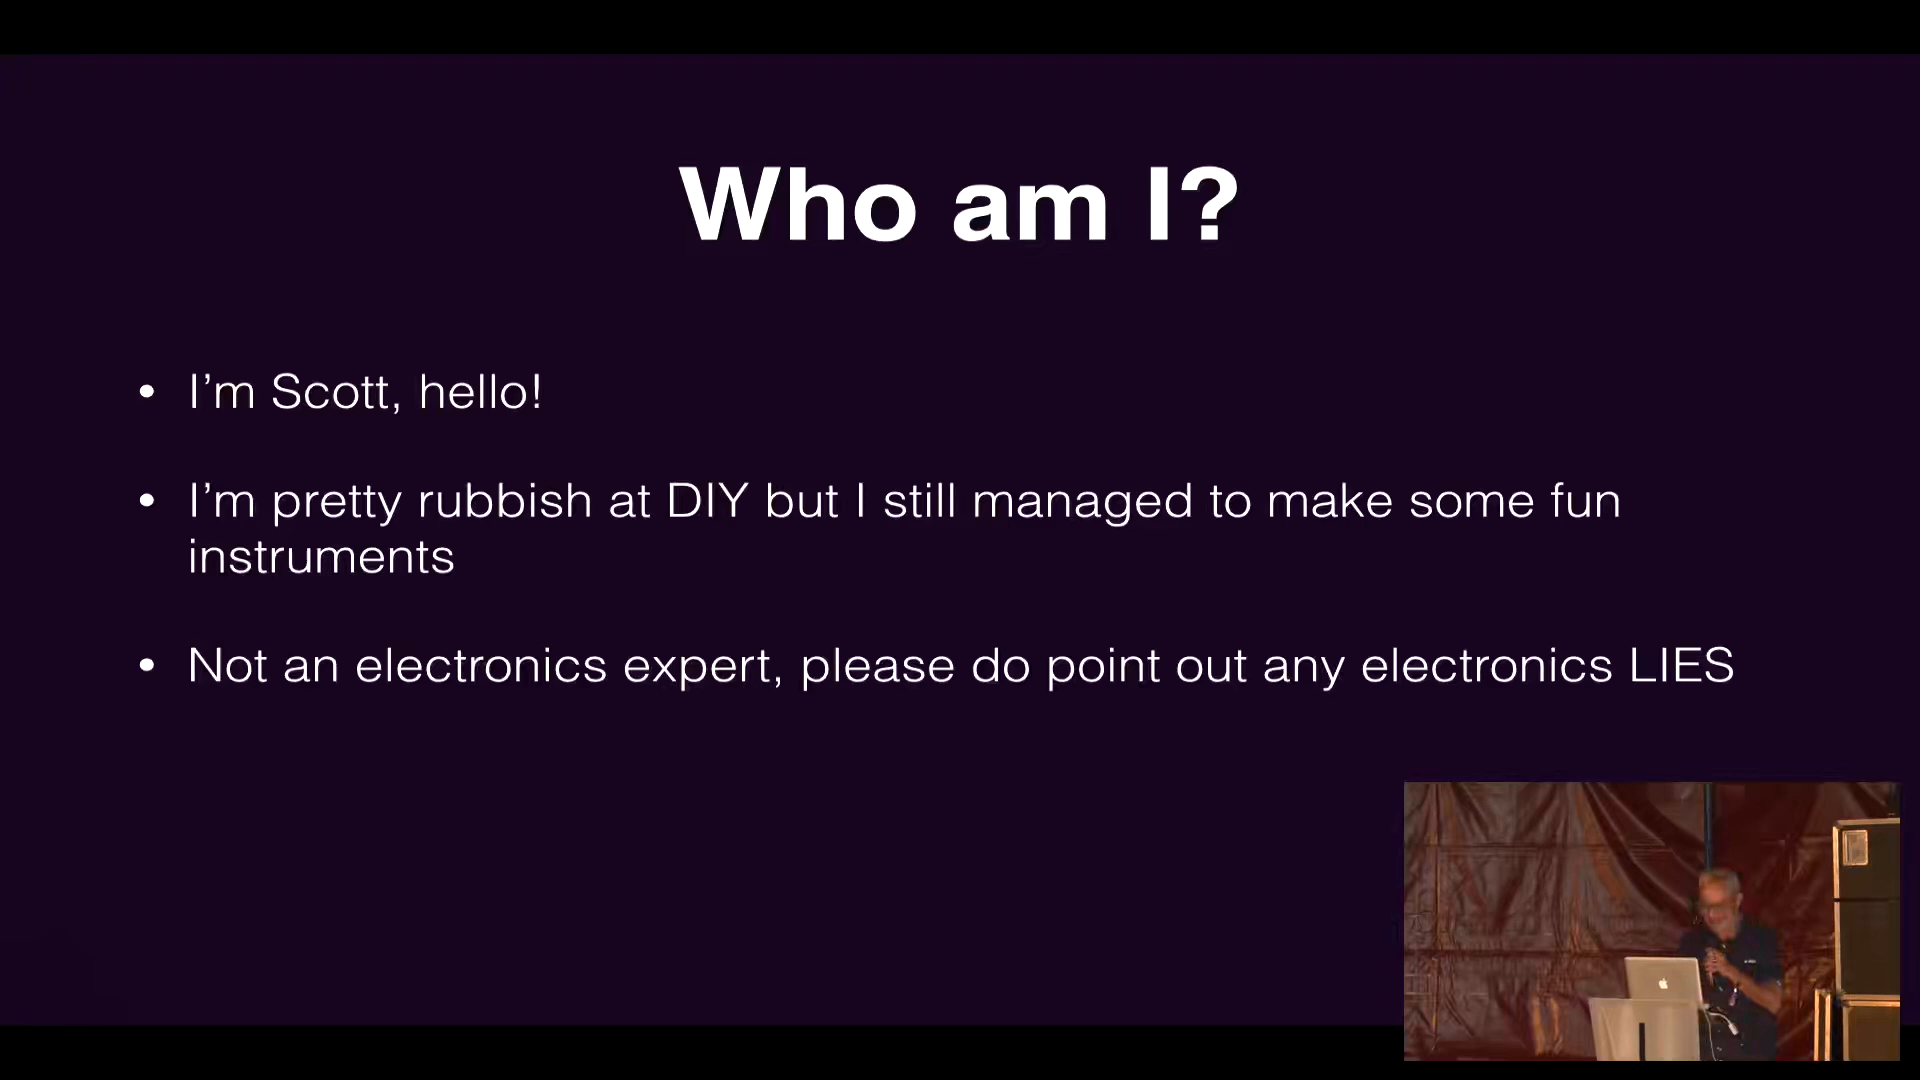 Who am I?
• I’m Scott, hello!
• I’m pretty rubbish at DIY but I still managed to make some fun
instruments
• Not an electronics expert, please do point out any electronics LIES